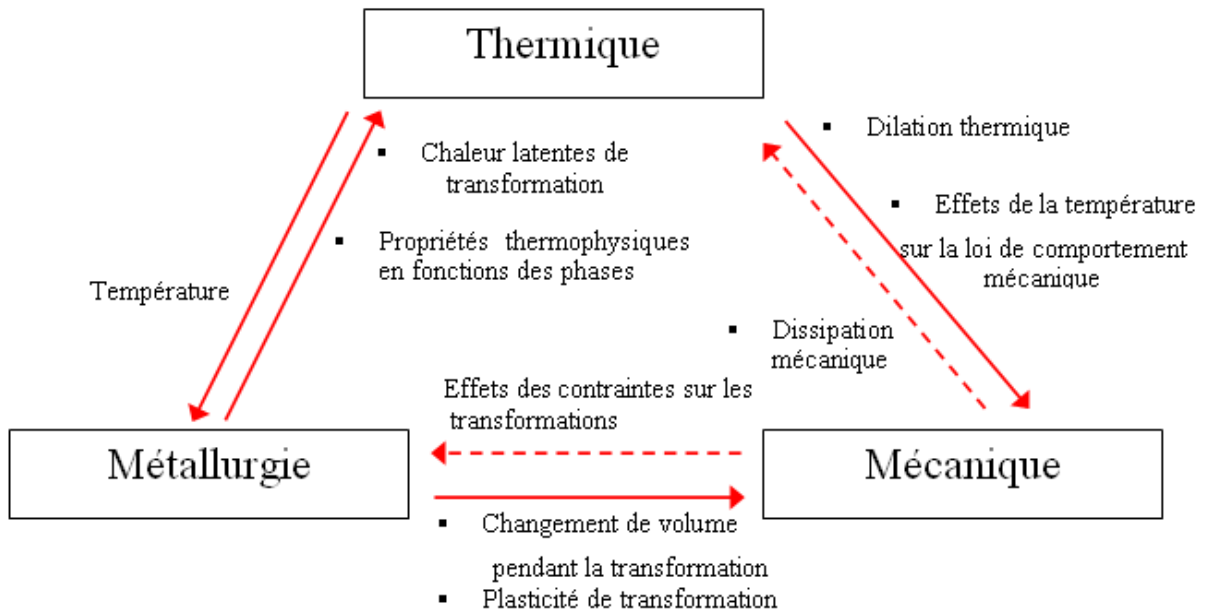 Thermique
▪ Dilation thermique
▪ Chaleur latentes de
transformation
▪ Effets de la température
sur la loi de comportement
mécanique
▪ Propriétés thermophysiques
en fonctions des phases
Température
▪ Dissipation
mécanique
Effets des contraintes sur les
transformations
Métallurgie
Mécanique
▪ Changement de volume
pendant la transformation
▪ Plasticité de transformation